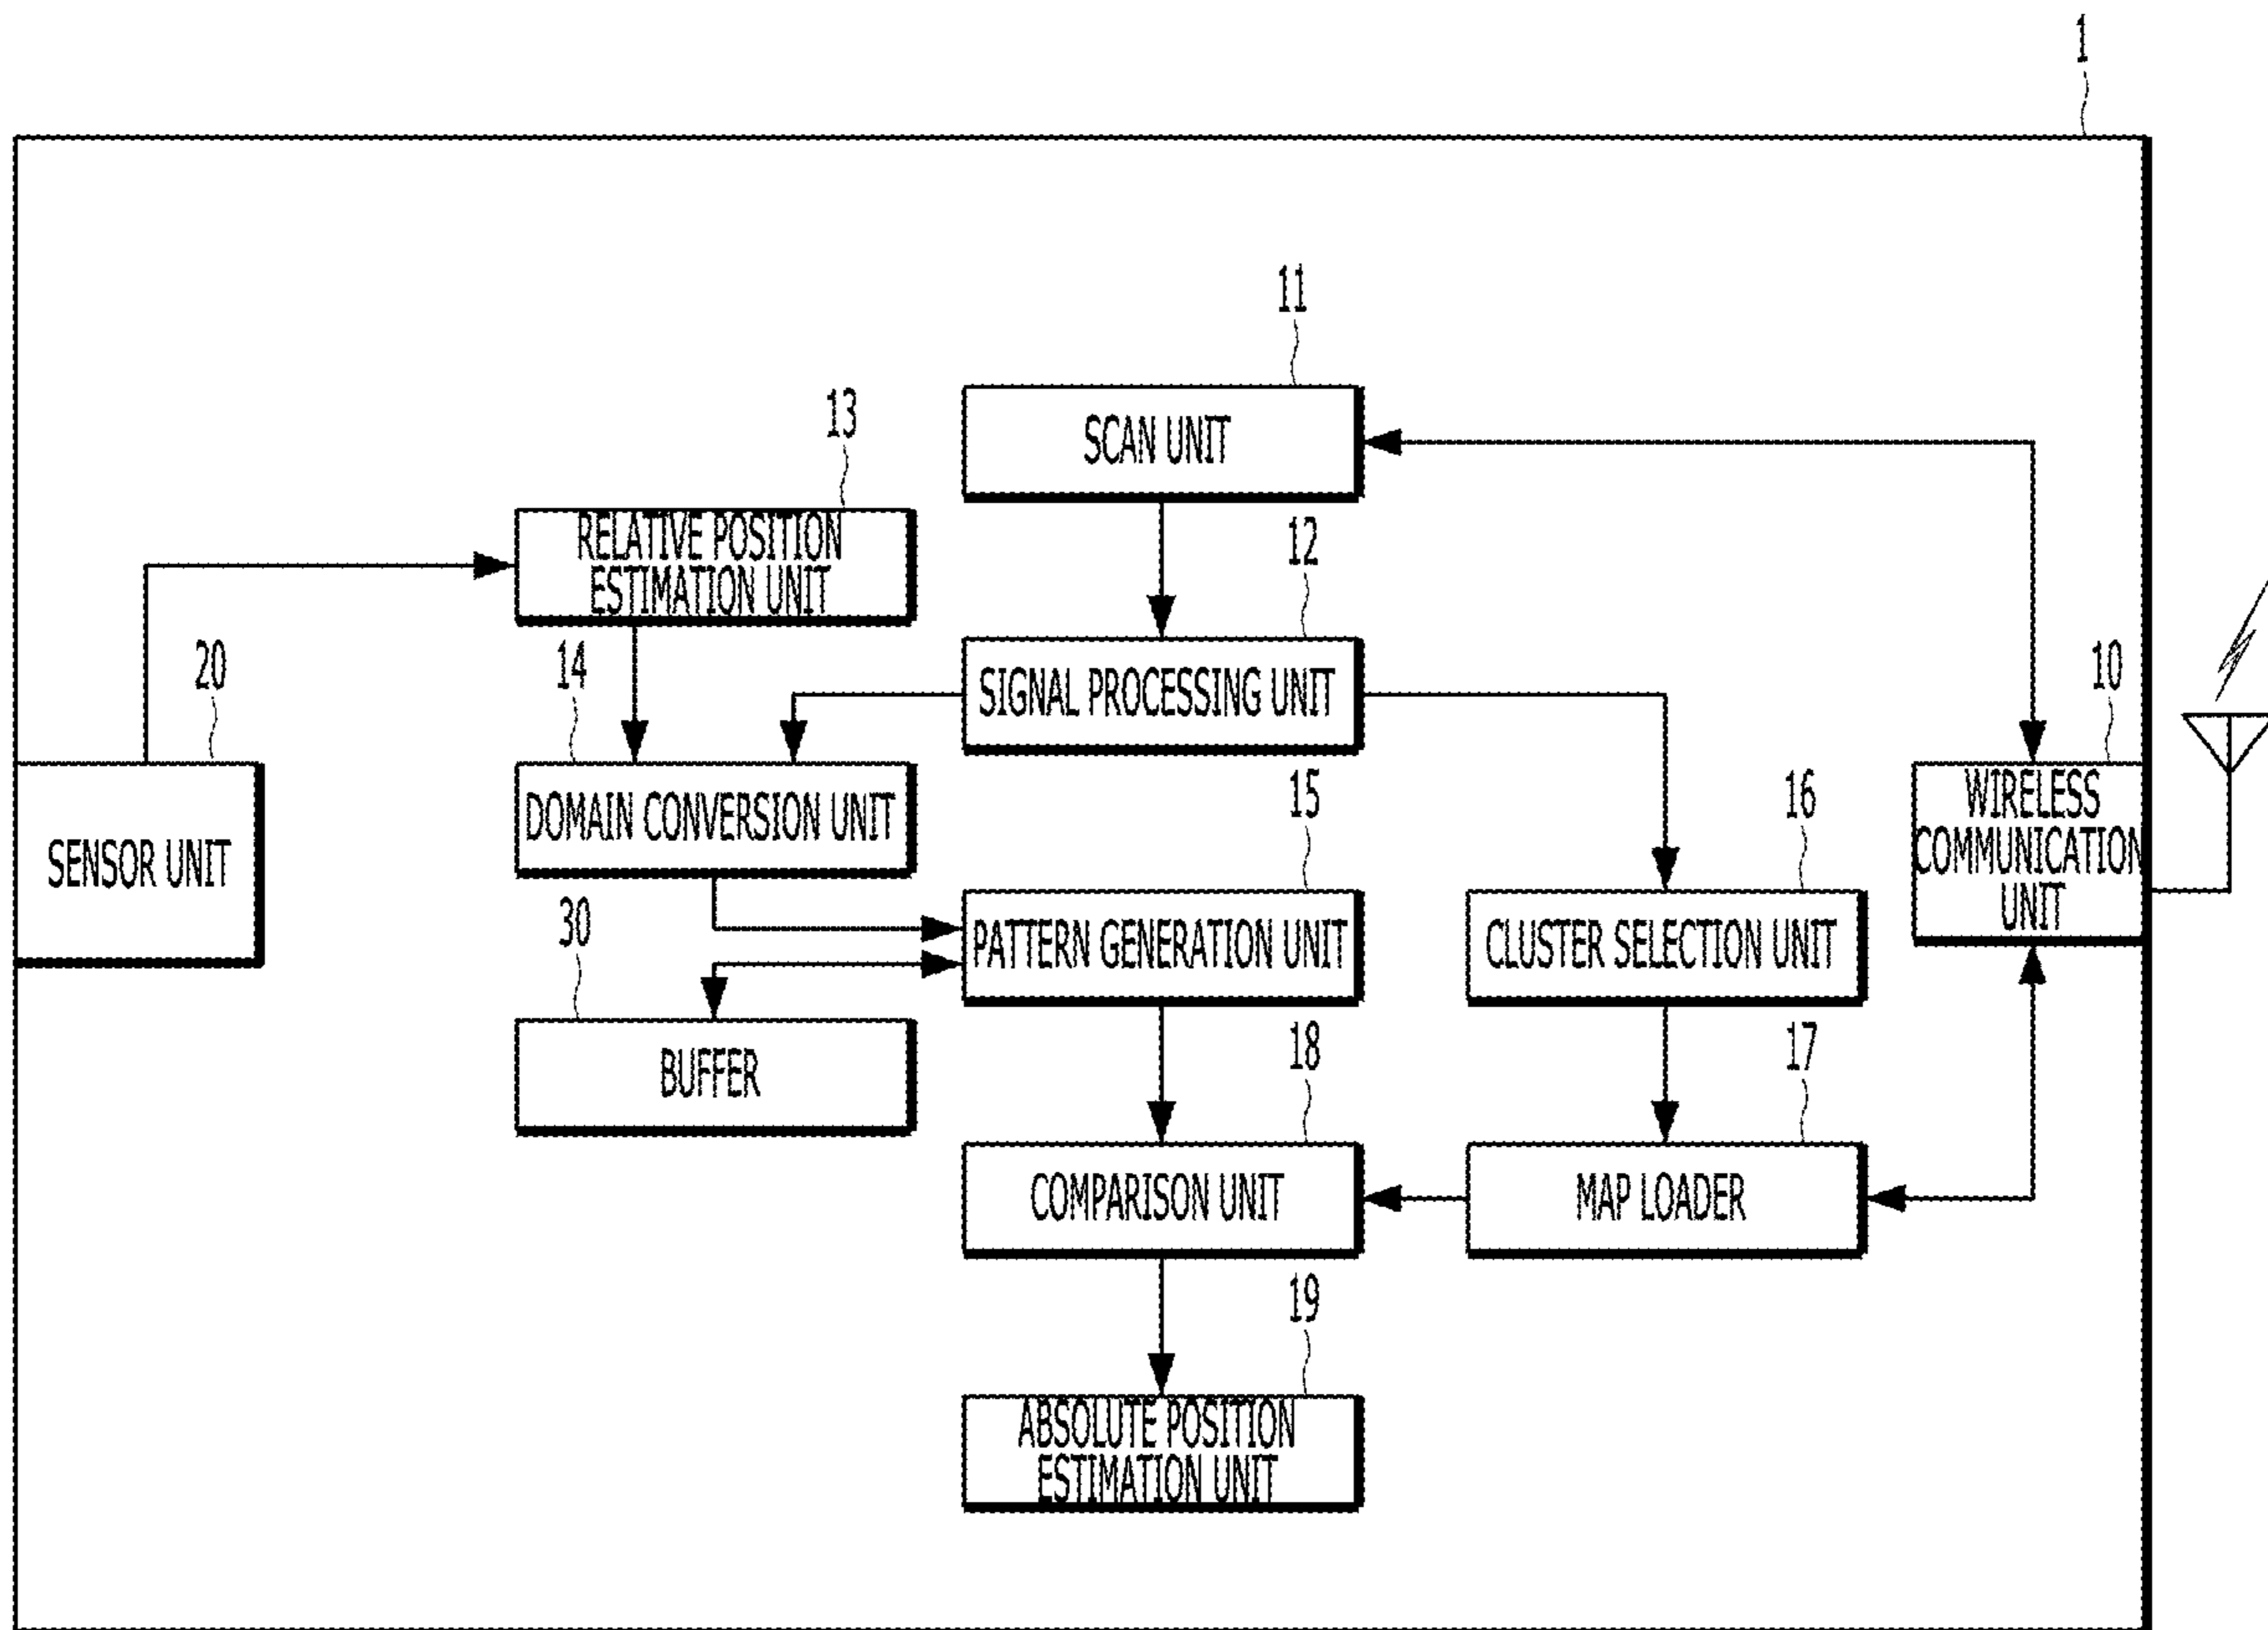 1
11
SCAN UNIT
13
RELATIVE POSITION
ESTIMATION UNIT
12
SIGNAL PROCESSING UNIT
20
SENSOR UNIT
14
DOMAIN CONVERSION UNIT
10
WIRELESS
COMMUNICATION
UNIT
15
PATTERN GENERATION UNIT
16
CLUSTER SELECTION UNIT
30
BUFFER
18
COMPARISON UNIT
17
MAP LOADER
19
ABSOLUTE POSITION
ESTIMATION UNIT